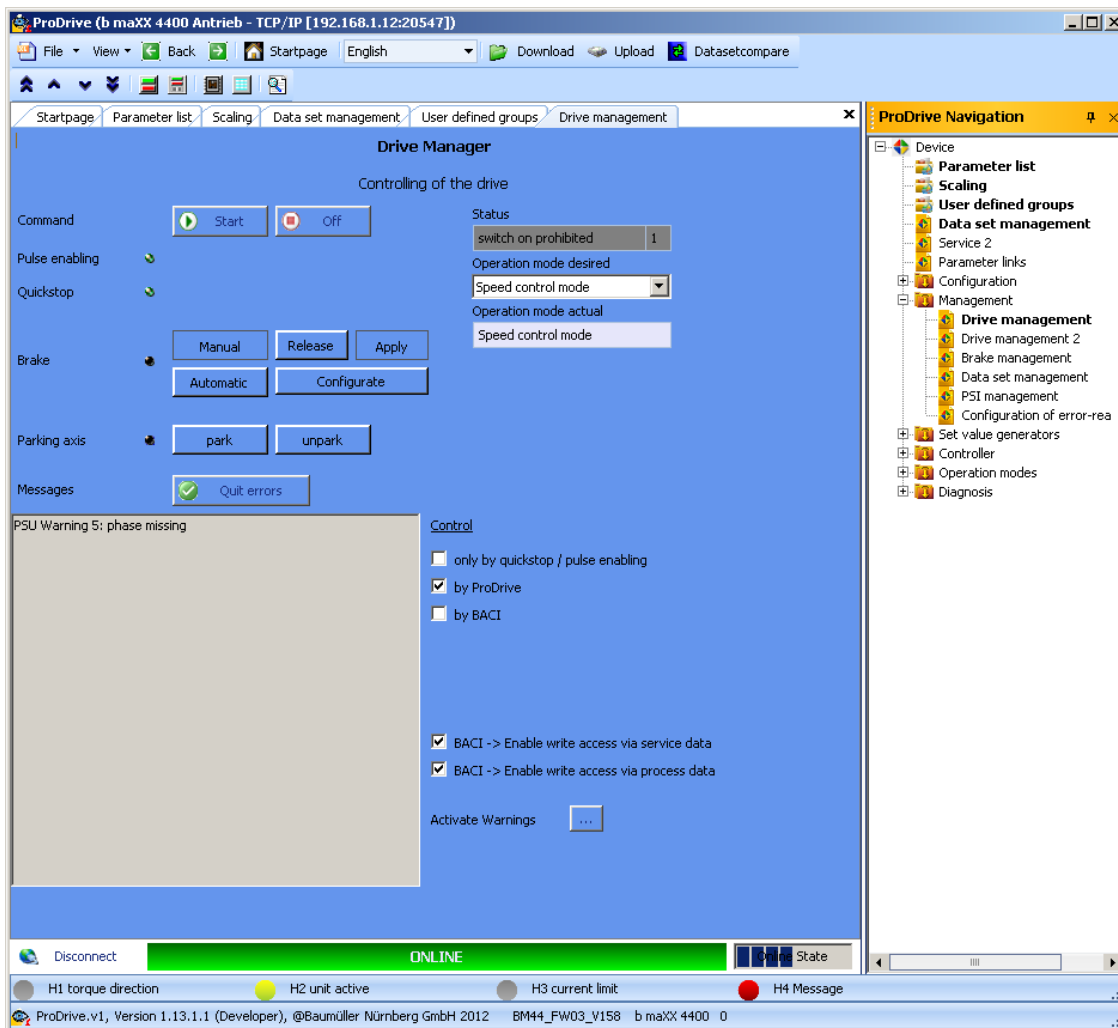 ProDrive (b maXX 4400 Antrieb - TCP/IP [192.168.1.12:20547])
File View Back Startpage English Download Upload Datasetcompare
Startpage Parameter list Scaling Data set management User defined groups Drive management
Drive Manager
Controlling of the drive
Command Start Off
Status
switch on prohibited 1
Pulse enabling
Operation mode desired
Speed control mode
Quickstop
Operation mode actual
Speed control mode
Brake
Manual Release Apply
Automatic Configurate
Parking axis park unpark
Messages Quit errors
PSU Warning 5: phase missing
Control
only by quickstop / pulse enabling
by ProDrive
by BACI
BACI -> Enable write access via service data
BACI -> Enable write access via process data
Activate Warnings ...
ProDrive Navigation
Device
Parameter list
Scaling
User defined groups
Data set management
Service 2
Parameter links
Configuration
Management
Drive management
Drive management 2
Brake management
Data set management
PSI management
Configuration of error-rea
Set value generators
Controller
Operation modes
Diagnosis
Disconnect ONLINE Online State
H1 torque direction H2 unit active H3 current limit H4 Message
ProDrive.v1, Version 1.13.1.1 (Developer), @Baumüller Nürnberg GmbH 2012 BM44_FW03_V158 b maXX 4400 0